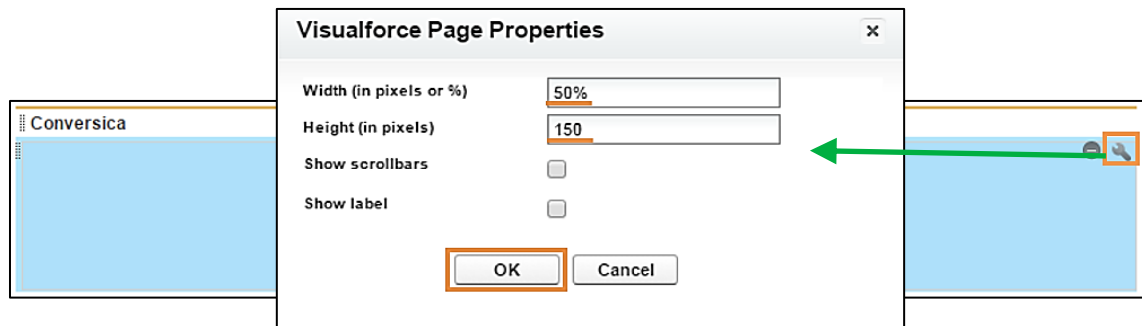 Visualforce Page Properties
Width (in pixels or %)
50%
Conversica
Height (in pixels)
150
Show scrollbars
Show label
OK
Cancel